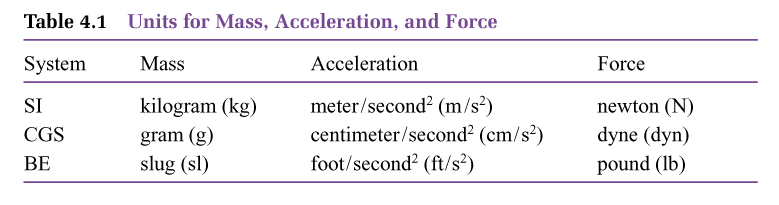 Table 4.1 Units for Mass, Acceleration, and Force
System Mass Acceleration Force
SI kilogram (kg) meter/second² (m/s²) newton (N)
CGS gram (g) centimeter/second² (cm/s²) dyne (dyn)
BE slug (sl) foot/second² (ft/s²) pound (lb)